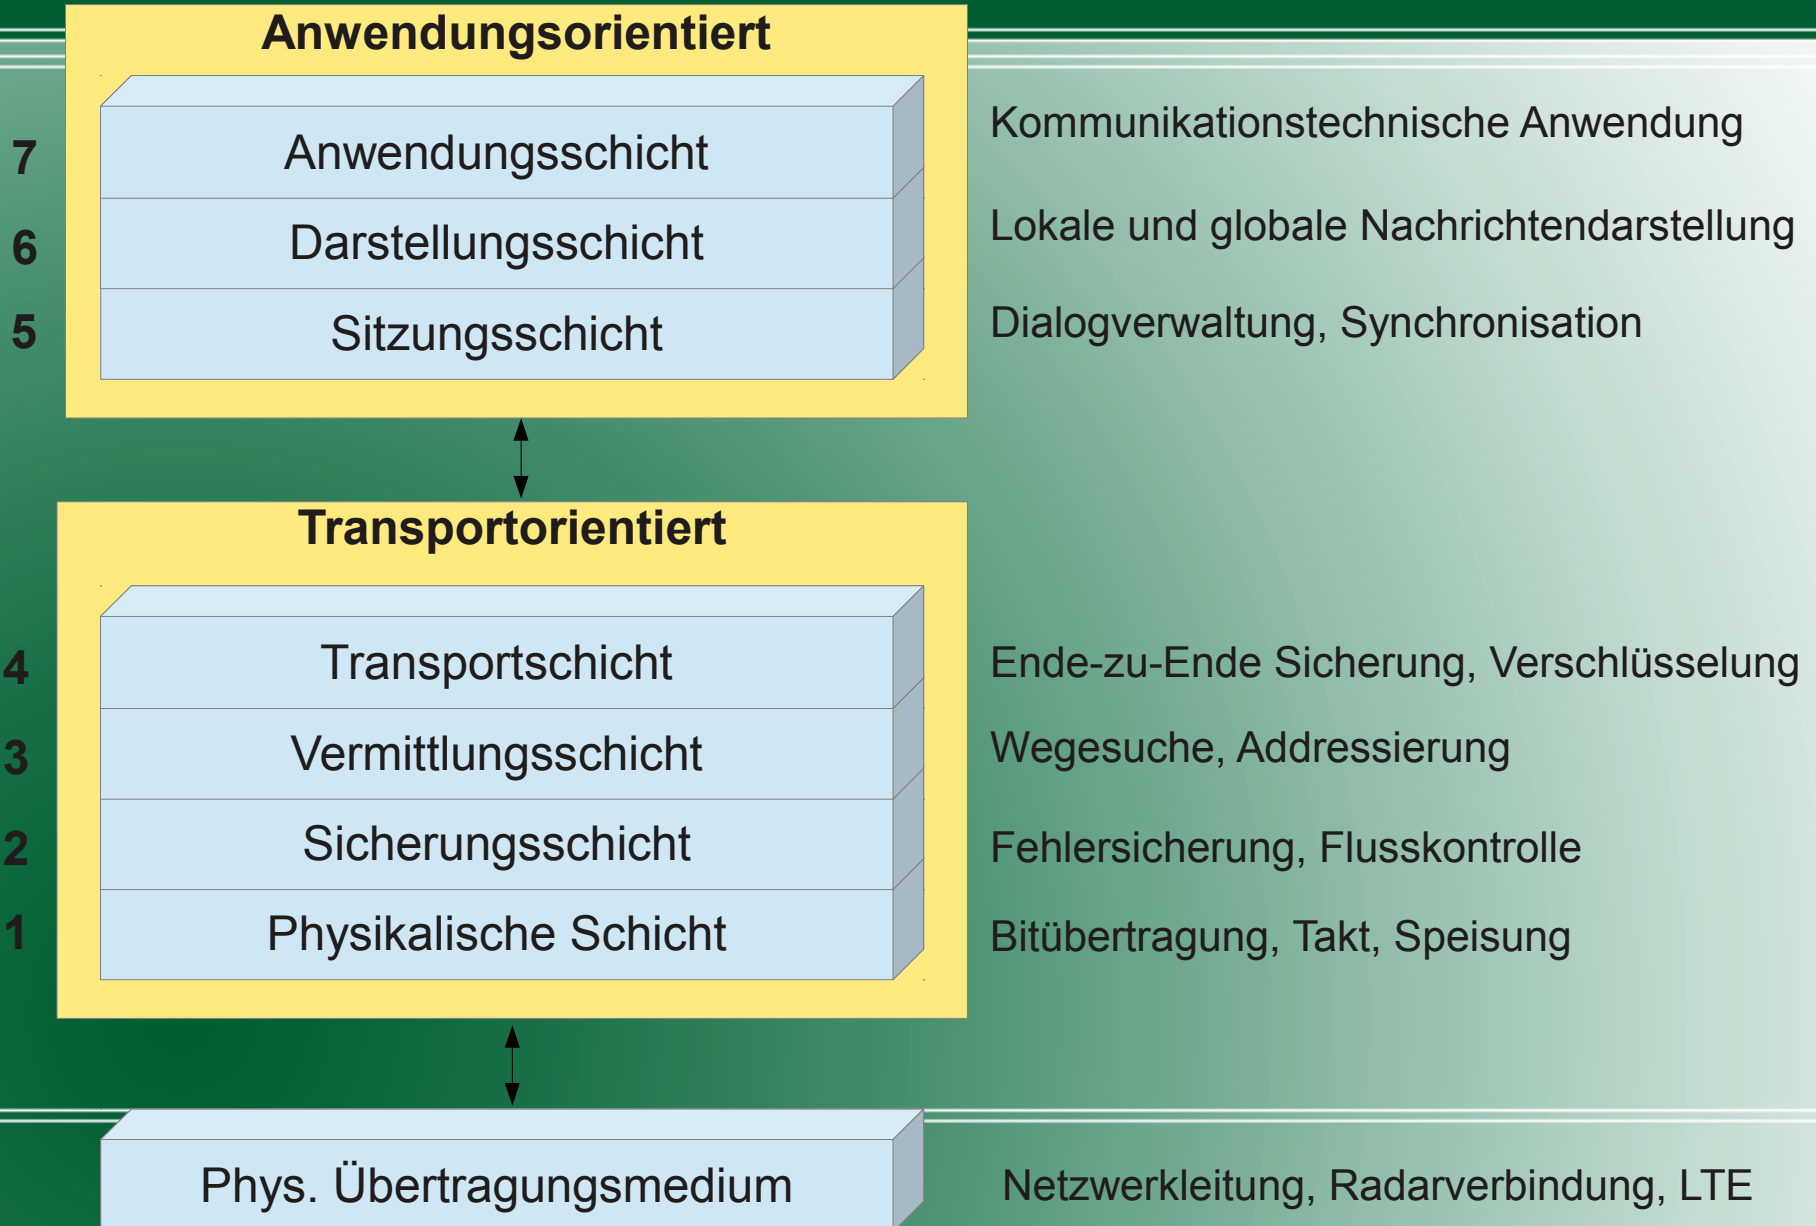 Anwendungsorientiert
7
Anwendungsschicht
Kommunikationstechnische Anwendung
6
Darstellungsschicht
Lokale und globale Nachrichtendarstellung
5
Sitzungsschicht
Dialogverwaltung, Synchronisation
Transportorientiert
4
Transportschicht
Ende-zu-Ende Sicherung, Verschlüsselung
3
Vermittlungsschicht
Wegesuche, Addressierung
2
Sicherungsschicht
Fehlersicherung, Flusskontrolle
1
Physikalische Schicht
Bitübertragung, Takt, Speisung
Phys. Übertragungsmedium
Netzwerkleitung, Radarverbindung, LTE